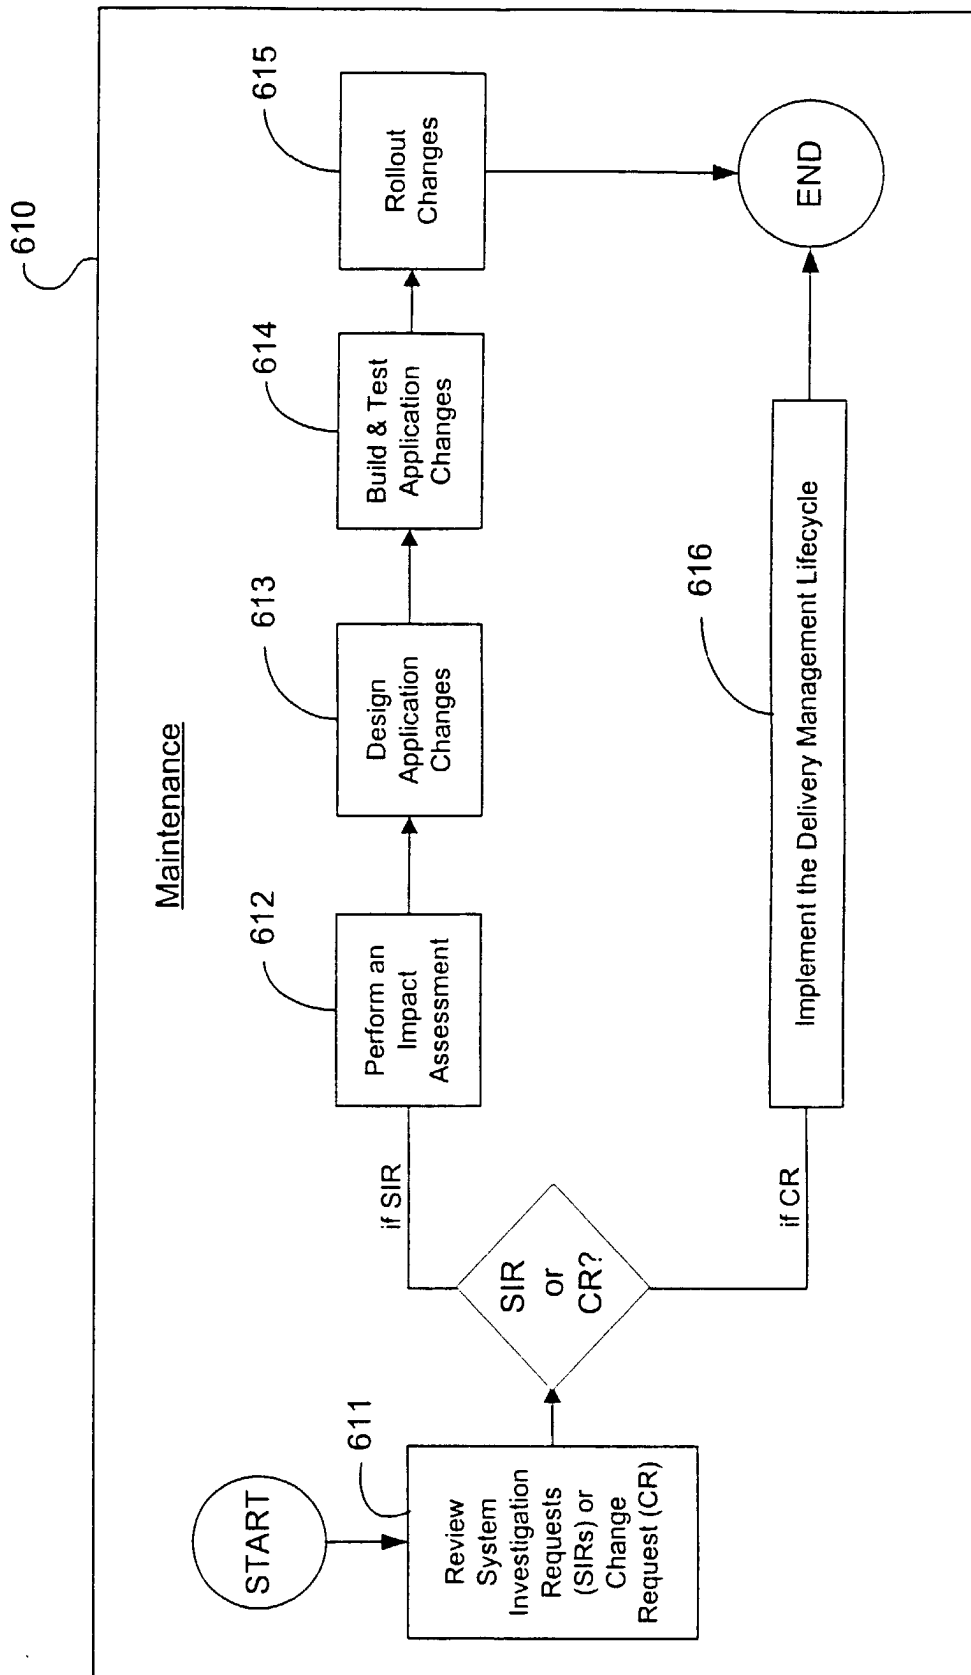 610
Maintenance
START
611
Review
System
Investigation
Requests
(SIRs) or
Change
Request (CR)
SIR
or
CR?
if SIR
612
Perform an
Impact
Assessment
613
Design
Application
Changes
614
Build & Test
Application
Changes
615
Rollout
Changes
if CR
616
Implement the Delivery Management Lifecycle
END